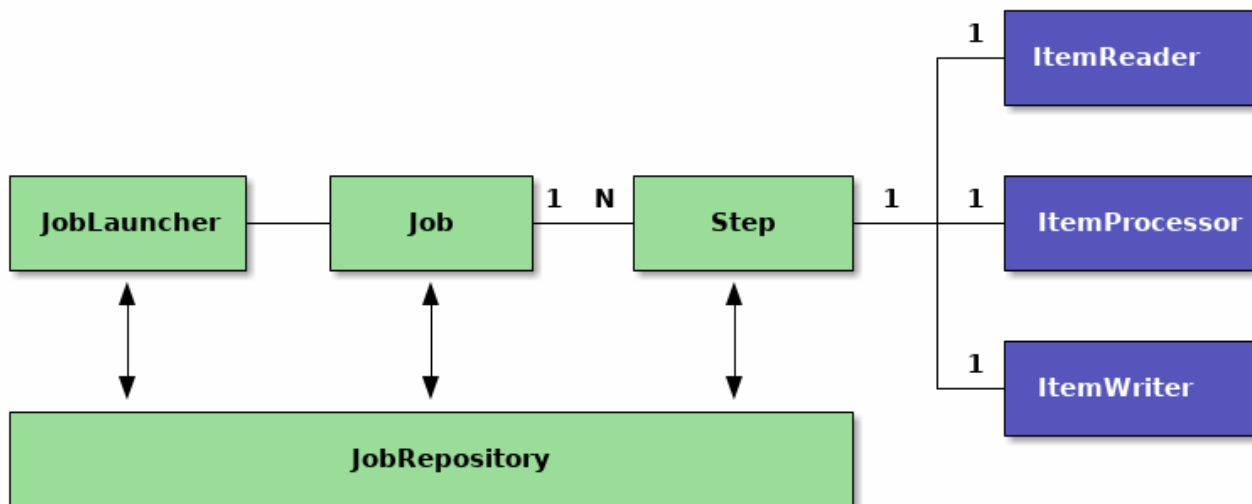 1
ItemReader
JobLauncher
Job
1 N
Step
1
1
ItemProcessor
1
ItemWriter
JobRepository